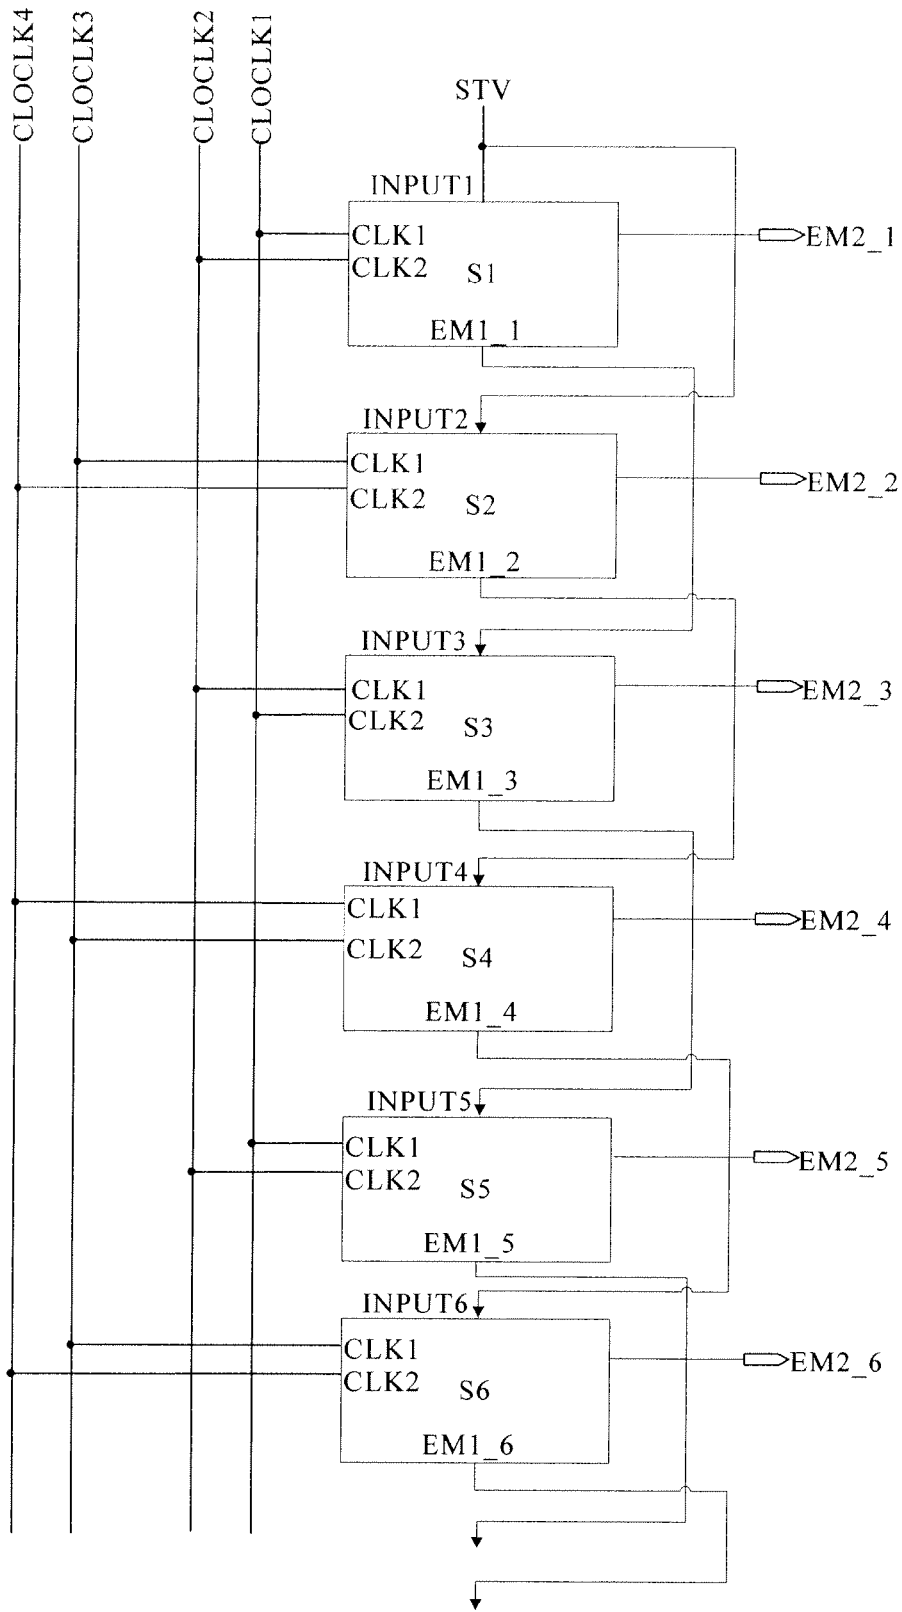 CLOCLK4
CLOCLK3
CLOCLK2
CLOCLK1
STV
INPUT1
CLK1
CLK2
S1
EM1_1
EM2_1
INPUT2
CLK1
CLK2
S2
EM1_2
EM2_2
INPUT3
CLK1
CLK2
S3
EM1_3
EM2_3
INPUT4
CLK1
CLK2
S4
EM1_4
EM2_4
INPUT5
CLK1
CLK2
S5
EM1_5
EM2_5
INPUT6
CLK1
CLK2
S6
EM1_6
EM2_6